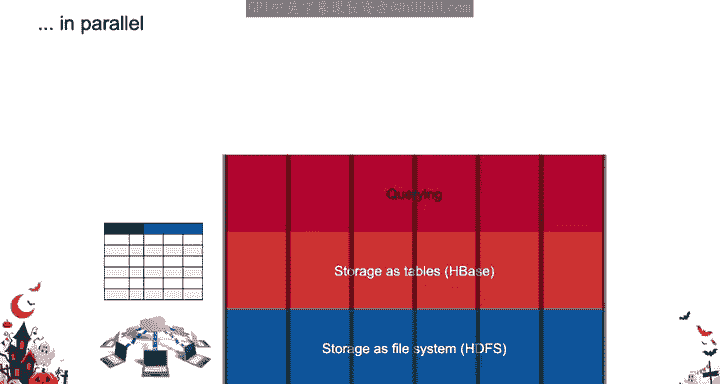 ... in parallel
Querying
Storage as tables (HBase)
Storage as file system (HDFS)